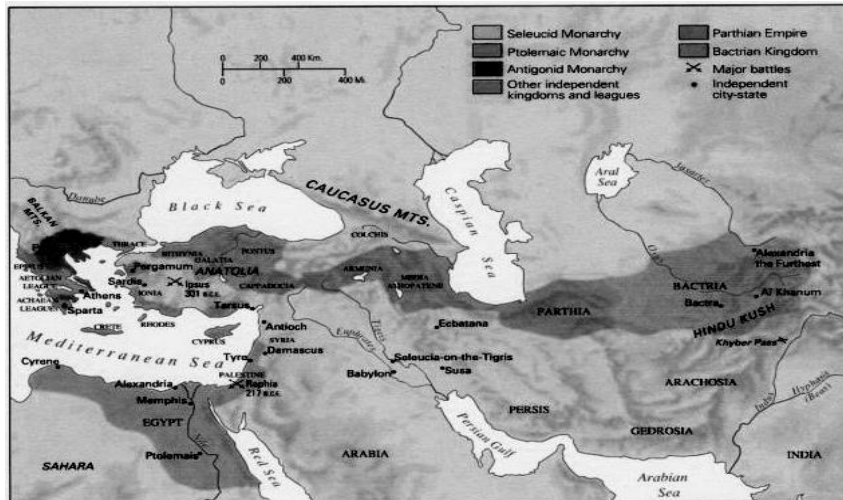 Seleucid Monarchy
Ptolemaic Monarchy
Antigonid Monarchy
Other independent
kingdoms and leagues
Parthian Empire
Bactrian Kingdom
Major battles
Independent
city-state
0 200 400 Km.
0 200 400 Mi.
Aral
Sea
Jaxartes
Oxus
Caspian
Sea
CAUCASUS MTS.
Danube
BALKAN
MTS.
Black Sea
THRACE
BITHYNIA
GALATIA
PONTUS
COLCHIS
ARMONIA
MEDIA
ATROPATENE
EPIRUS
AETOLIAN
LEAGUE
ACHAEAN
LEAGUE
Athens
Sparta
Pergamum
Sardis
IONIA
Ipsus
301 B.C.E.
ANATOLIA
CAPPADOCIA
Tarsus
CRETE
RHODES
CYPRUS
Antioch
SYRIA
Damascus
Tyre
PALESTINE
Raphia
217 B.C.E.
Mediterranean Sea
Cyrene
Alexandria
Memphis
EGYPT
Nile
Ptolemais
SAHARA
Red Sea
ARABIA
Euphrates
Tigris
Ecbatana
Seleucia-on-the-Tigris
Babylon
Susa
PERSIS
Persian Gulf
PARTHIA
BACTRIA
Bactra
Alexandria
the Furthest
AI Khanum
HINDU KUSH
Khyber Pass
ARACHOSIA
GEDROSIA
Indus
Hyphasis
(Beas)
INDIA
Arabian
Sea